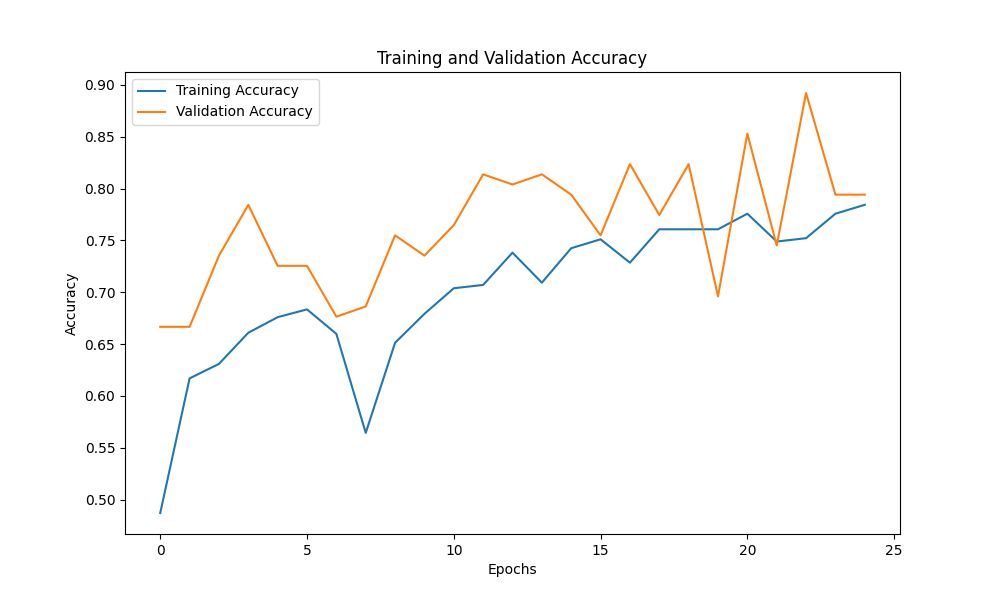 Training and Validation Accuracy
Training Accuracy
Validation Accuracy
0.90
0.85
0.80
0.75
0.70
0.65
0.60
0.55
0.50
Accuracy
0 5 10 15 20 25
Epochs